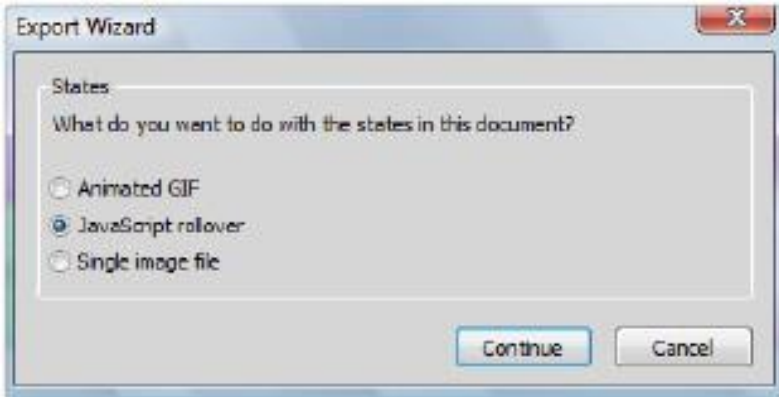 Export Wizard
States
What do you want to do with the states in this document?
Animated GIF
JavaScript rollover
Single image file
Continue
Cancel